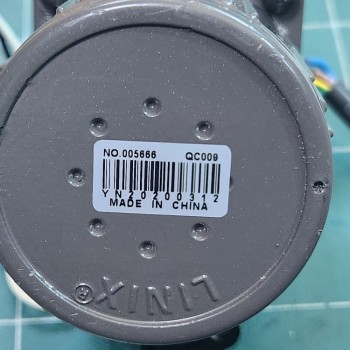 NO.005666 QC009
YN20200312
MADE IN CHINA
LINIX®